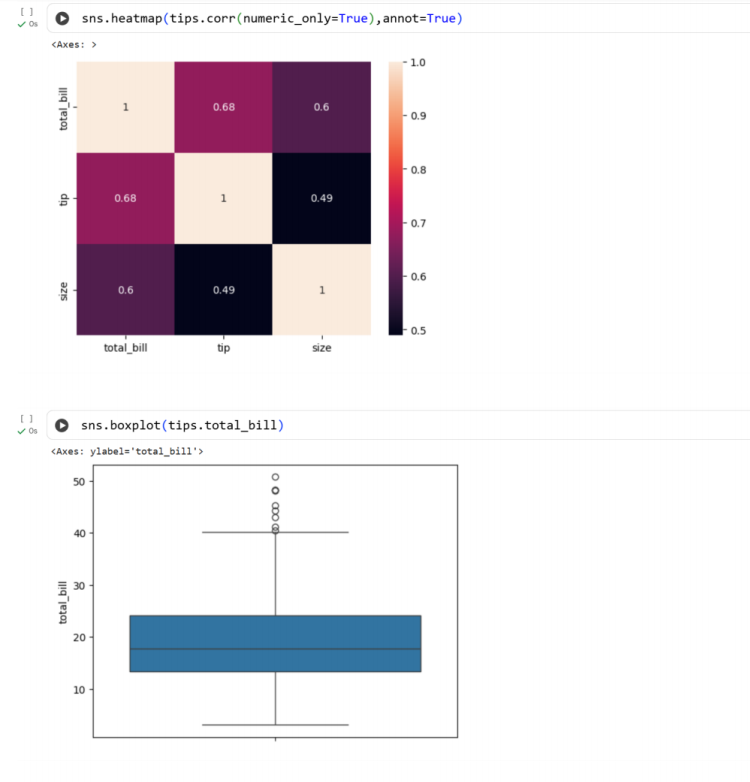 [ ]
0s
sns.heatmap(tips.corr(numeric_only=True),annot=True)
<Axes: >
total_bill
1
0.68
0.6
tip
0.68
1
0.49
size
0.6
0.49
1
total_bill
tip
size
1.0
0.9
0.8
0.7
0.6
0.5
[ ]
0s
sns.boxplot(tips.total_bill)
<Axes: ylabel='total_bill'>
total_bill
50
40
30
20
10